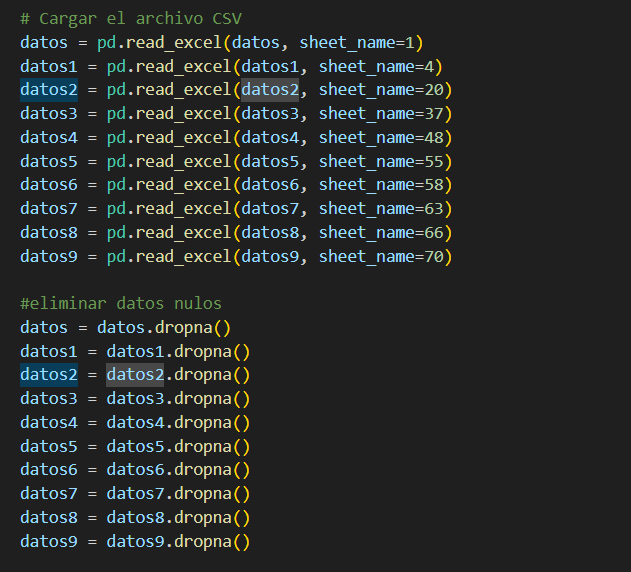 # Cargar el archivo CSV
datos = pd.read_excel(datos, sheet_name=1)
datos1 = pd.read_excel(datos1, sheet_name=4)
datos2 = pd.read_excel(datos2, sheet_name=20)
datos3 = pd.read_excel(datos3, sheet_name=37)
datos4 = pd.read_excel(datos4, sheet_name=48)
datos5 = pd.read_excel(datos5, sheet_name=55)
datos6 = pd.read_excel(datos6, sheet_name=58)
datos7 = pd.read_excel(datos7, sheet_name=63)
datos8 = pd.read_excel(datos8, sheet_name=66)
datos9 = pd.read_excel(datos9, sheet_name=70)
#eliminar datos nulos
datos = datos.dropna()
datos1 = datos1.dropna()
datos2 = datos2.dropna()
datos3 = datos3.dropna()
datos4 = datos4.dropna()
datos5 = datos5.dropna()
datos6 = datos6.dropna()
datos7 = datos7.dropna()
datos8 = datos8.dropna()
datos9 = datos9.dropna()